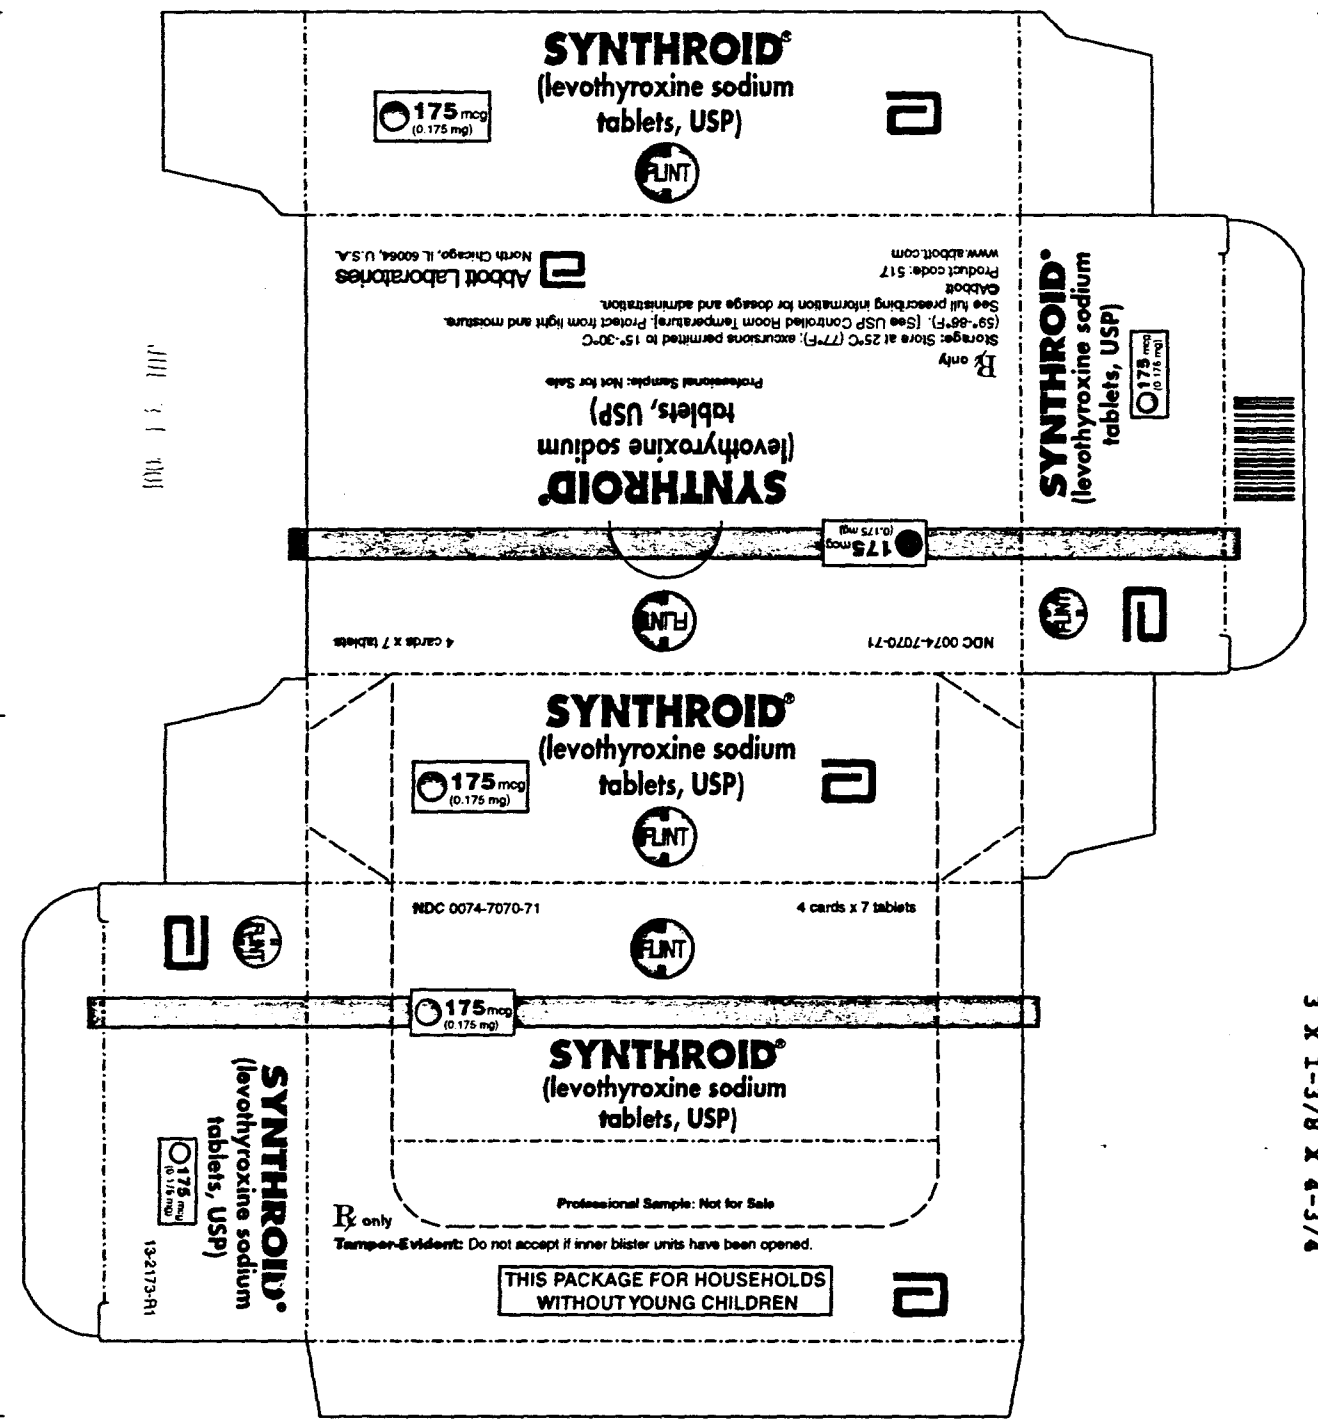 SYNTHROID®
(levothyroxine sodium
tablets, USP)
175 mcg
(0.175 mg)
FLINT
NDC 0074-7070-71
4 cards x 7 tablets
FLINT
175 mcg
(0.175 mg)
SYNTHROID®
(levothyroxine sodium
tablets, USP)
Professional Sample: Not for Sale
Rx only
Storage: Store at 25°C (77°F); excursions permitted to 15°-30°C
(59°-86°F). [See USP Controlled Room Temperature]. Protect from light and moisture.
See full prescribing information for dosage and administration.
©Abbott
Product code: 517
www.abbott.com
Abbott Laboratories
North Chicago, IL 60064, U.S.A.
SYNTHROID®
(levothyroxine sodium
tablets, USP)
175 mcg
(0.175 mg)
FLINT
SYNTHROID®
(levothyroxine sodium
tablets, USP)
175 mcg
(0.175 mg)
FLINT
NDC 0074-7070-71
4 cards x 7 tablets
FLINT
175 mcg
(0.175 mg)
SYNTHROID®
(levothyroxine sodium
tablets, USP)
Professional Sample: Not for Sale
Rx only
Tamper-Evident: Do not accept if inner blister units have been opened.
THIS PACKAGE FOR HOUSEHOLDS
WITHOUT YOUNG CHILDREN
FLINT
SYNTHROID®
(levothyroxine sodium
tablets, USP)
175 mcg
(0.175 mg)
13-2173-R1
3 X 1-3/8 X 4-3/4